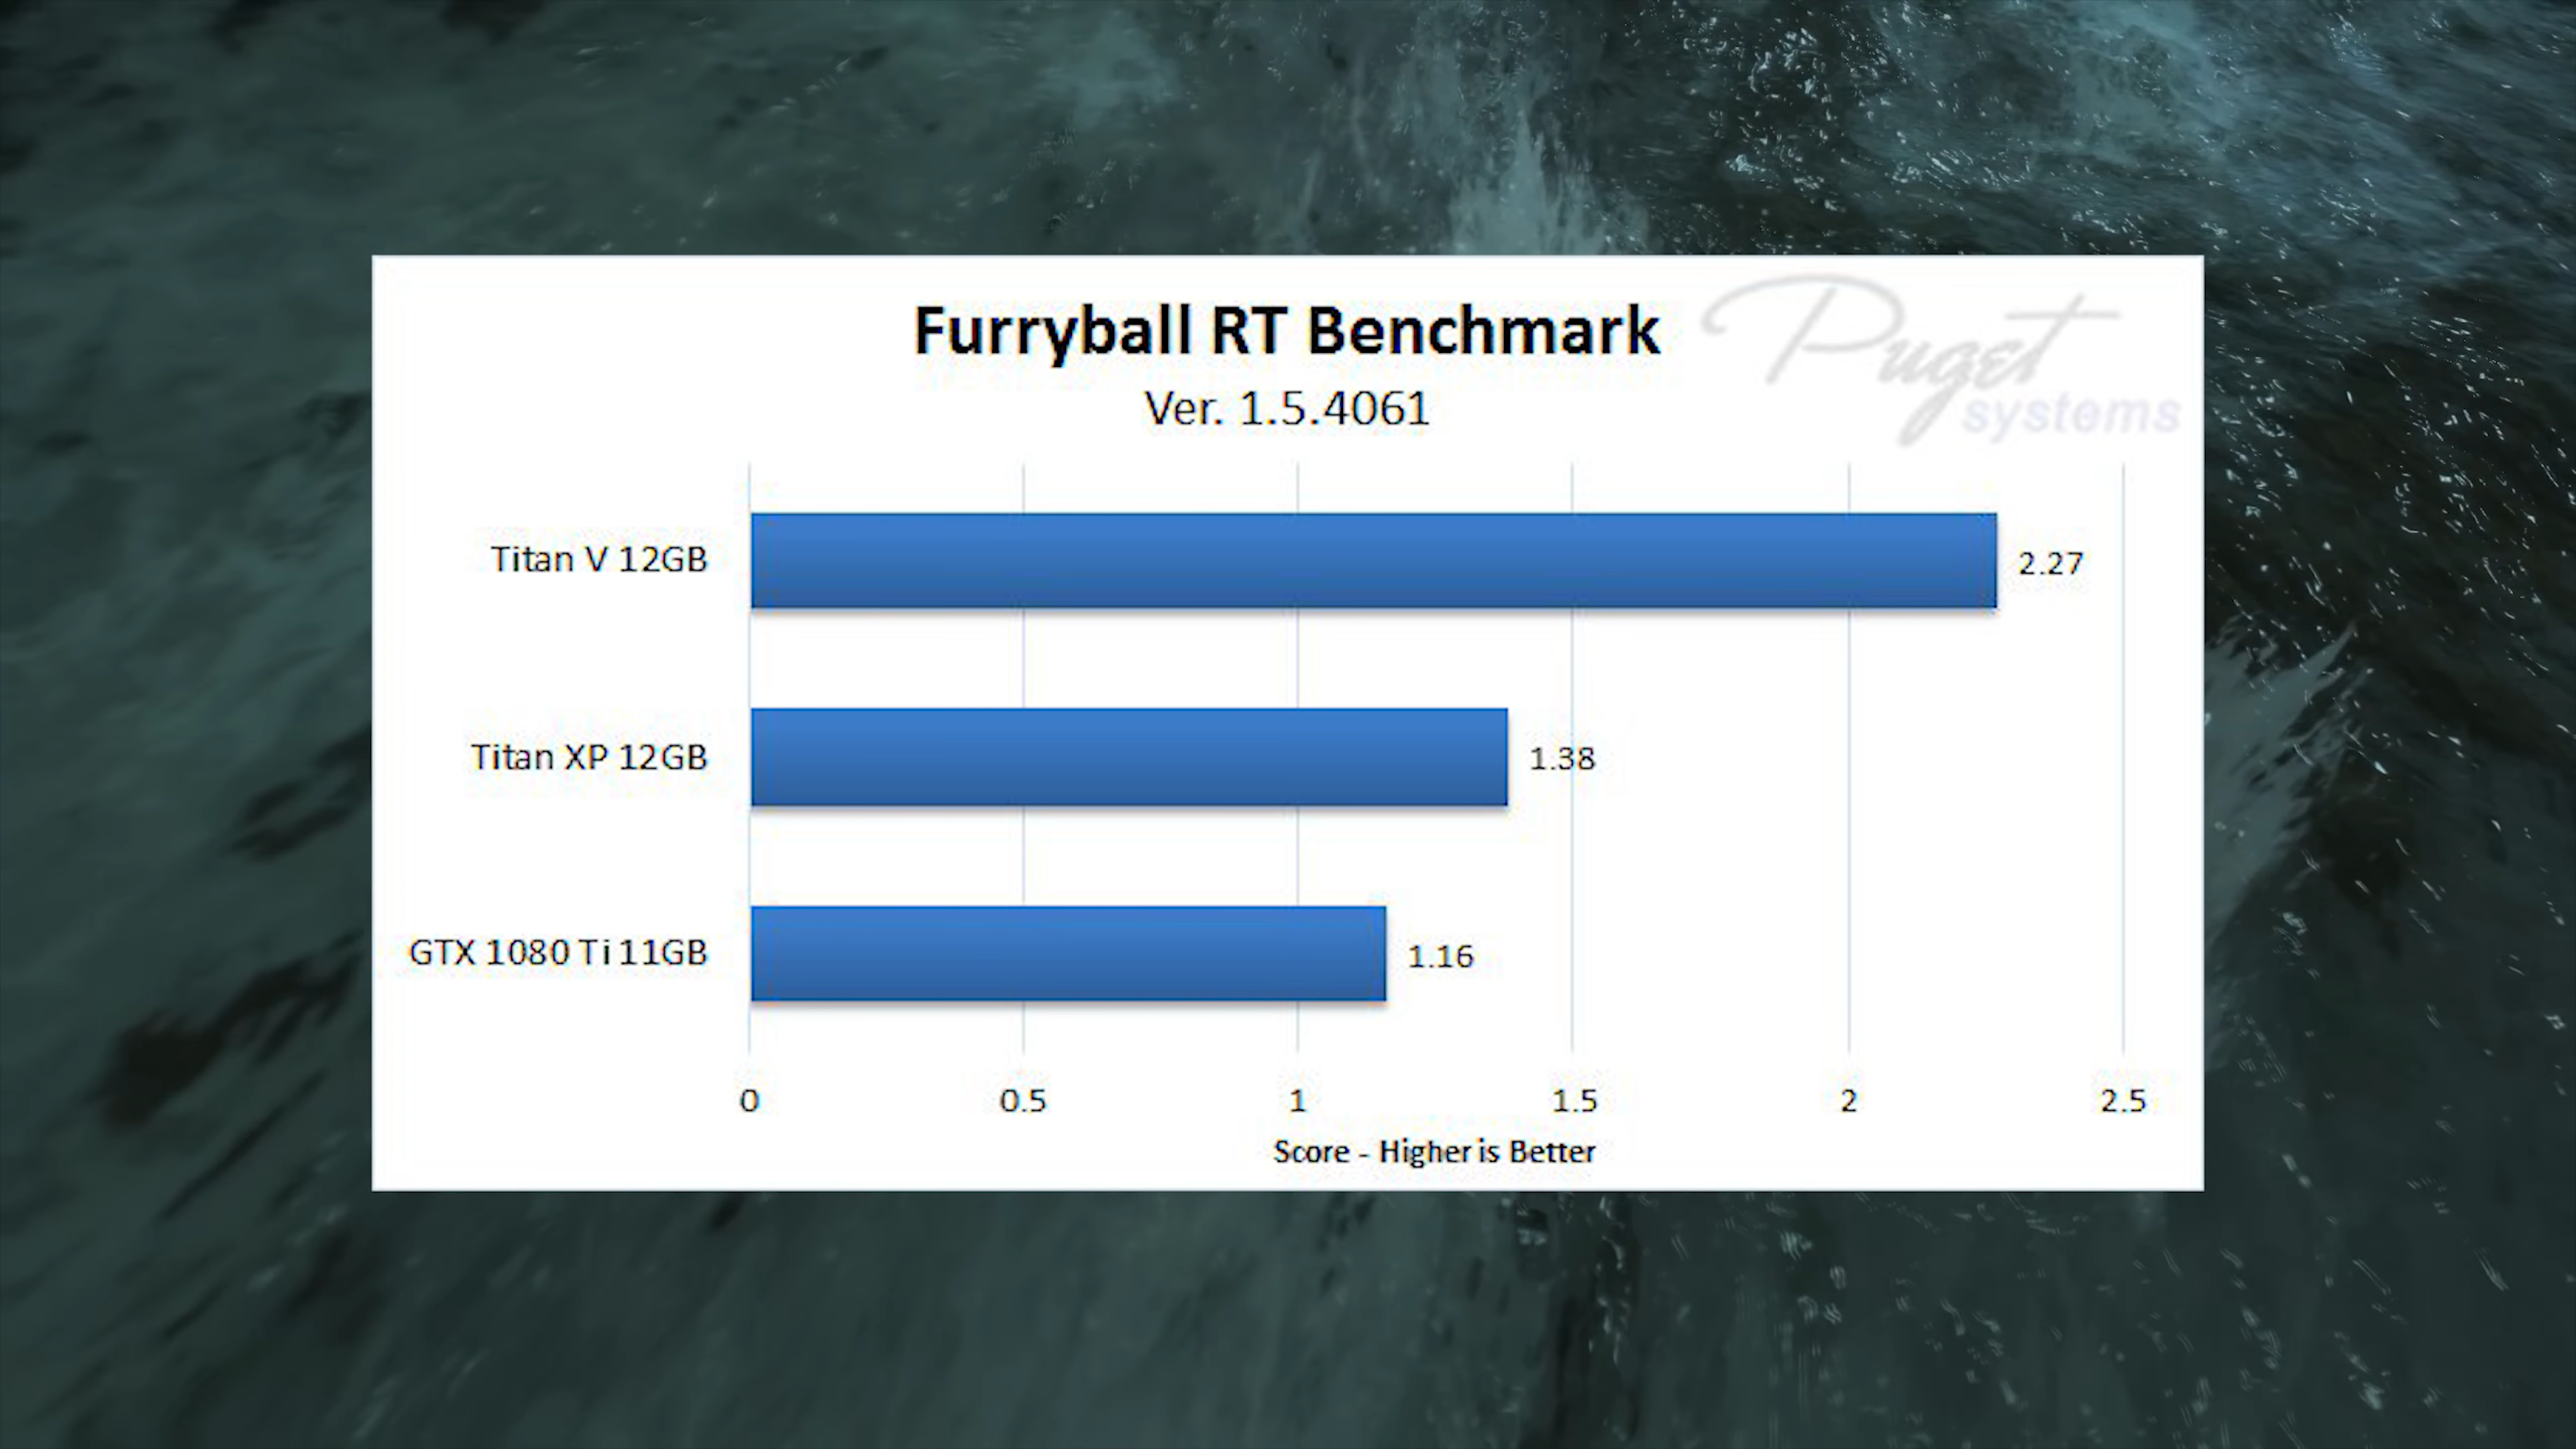 Furryball RT Benchmark
Puget
systems
Ver. 1.5.4061
Titan V 12GB
2.27
Titan XP 12GB
1.38
GTX 1080 Ti 11GB
1.16
0 0.5 1 1.5 2 2.5
Score - Higher is Better